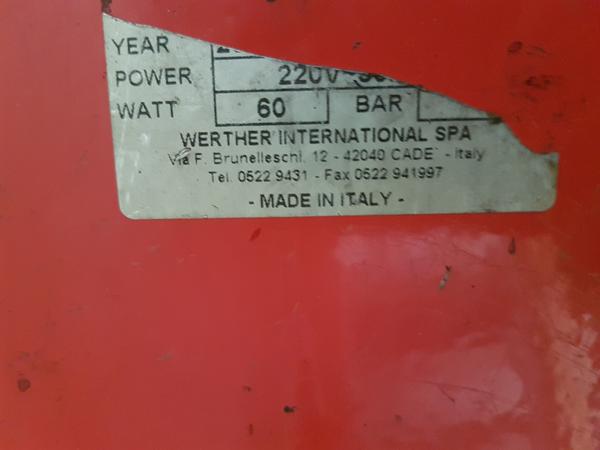 YEAR
POWER 220V
WATT 60 BAR
WERTHER INTERNATIONAL SPA
Via F. Brunelleschi, 12 - 42040 CADE' - Italy
Tel. 0522 9431 - Fax 0522 941997
- MADE IN ITALY -